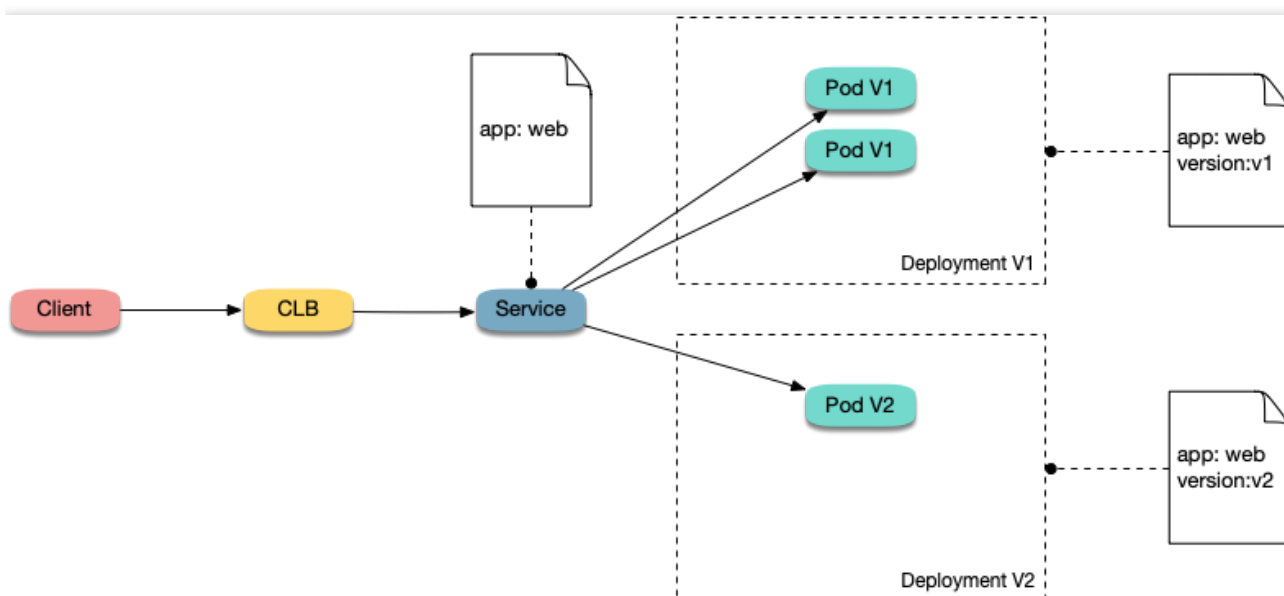 Pod V1
app: web
Pod V1
app: web
version:v1
Deployment V1
Client
CLB
Service
Pod V2
app: web
version:v2
Deployment V2